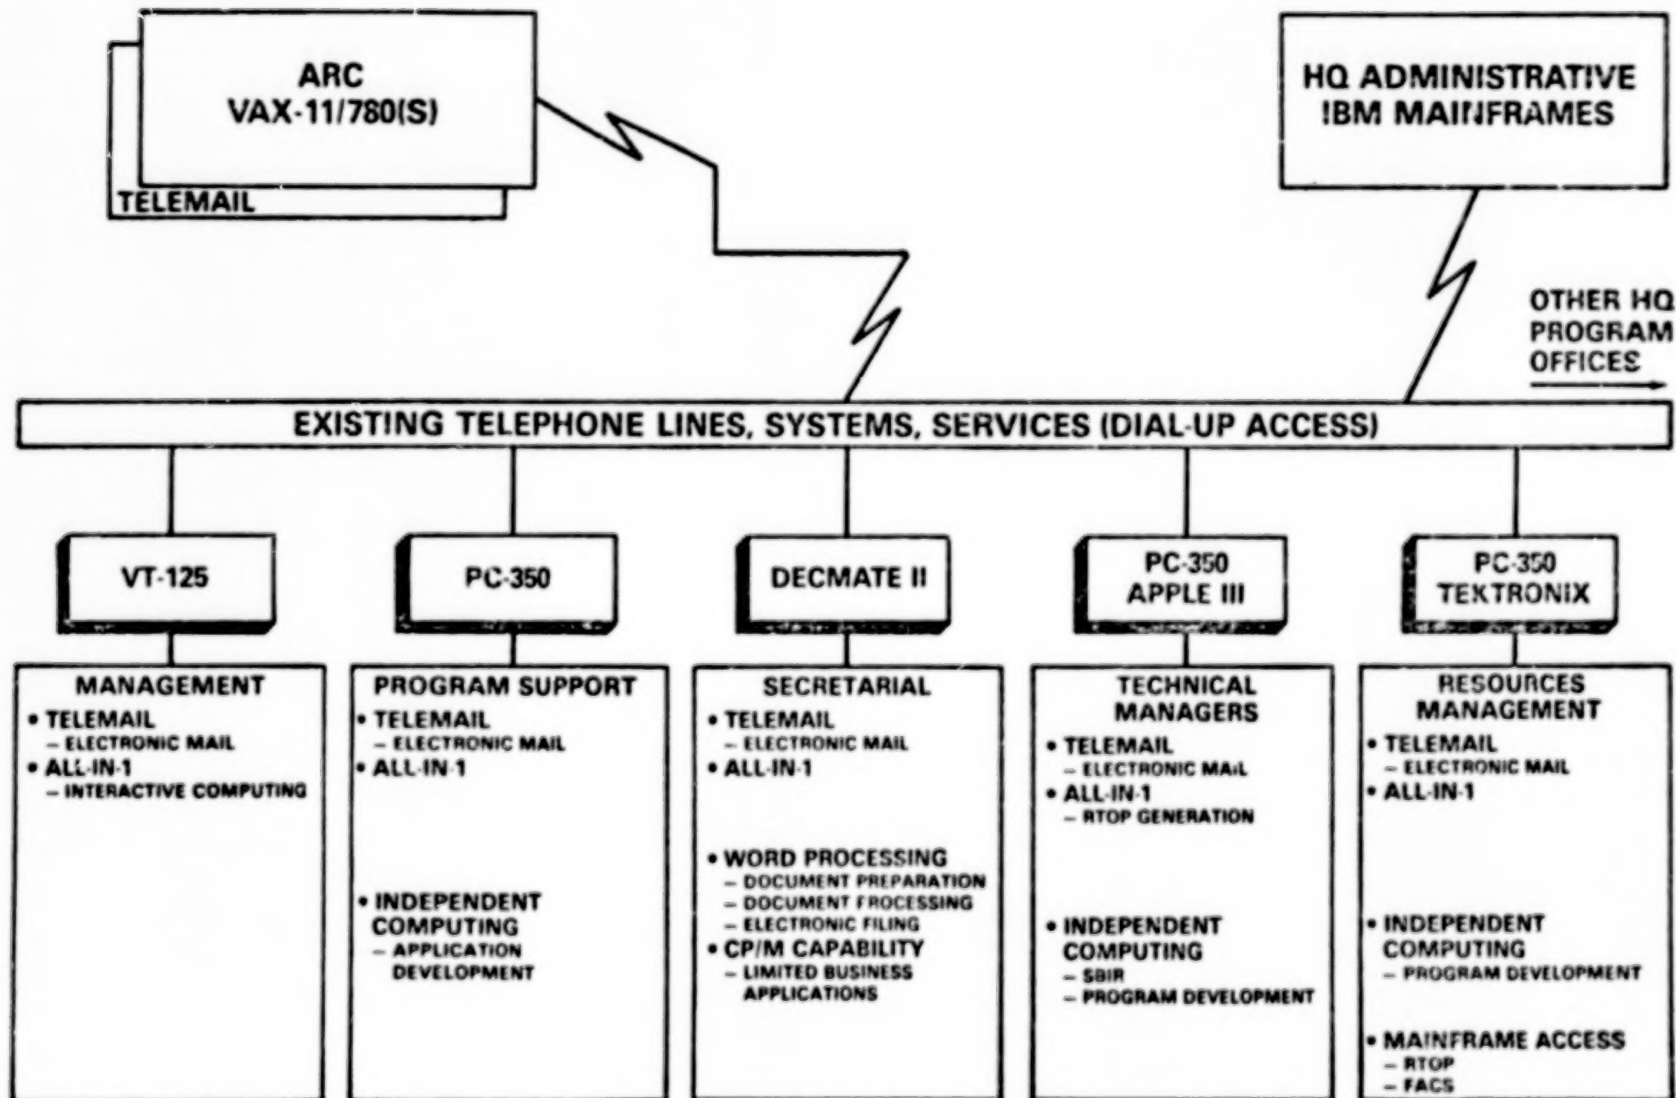 ARC
VAX-11/780(S)
TELEMAIL
HQ ADMINISTRATIVE
IBM MAINFRAMES
OTHER HQ
PROGRAM
OFFICES
EXISTING TELEPHONE LINES, SYSTEMS, SERVICES (DIAL-UP ACCESS)
VT-125
PC-350
DECMATE II
PC-350
APPLE III
PC-350
TEKTRONIX
MANAGEMENT
• TELEMAIL
– ELECTRONIC MAIL
• ALL-IN-1
– INTERACTIVE COMPUTING
PROGRAM SUPPORT
• TELEMAIL
– ELECTRONIC MAIL
• ALL-IN-1
• INDEPENDENT
COMPUTING
– APPLICATION
DEVELOPMENT
SECRETARIAL
• TELEMAIL
– ELECTRONIC MAIL
• ALL-IN-1
• WORD PROCESSING
– DOCUMENT PREPARATION
– DOCUMENT PROCESSING
– ELECTRONIC FILING
• CP/M CAPABILITY
– LIMITED BUSINESS
APPLICATIONS
TECHNICAL
MANAGERS
• TELEMAIL
– ELECTRONIC MAIL
• ALL-IN-1
– RTOP GENERATION
• INDEPENDENT
COMPUTING
– SBIR
– PROGRAM DEVELOPMENT
RESOURCES
MANAGEMENT
• TELEMAIL
– ELECTRONIC MAIL
• ALL-IN-1
• INDEPENDENT
COMPUTING
– PROGRAM DEVELOPMENT
• MAINFRAME ACCESS
– RTOP
– FACS